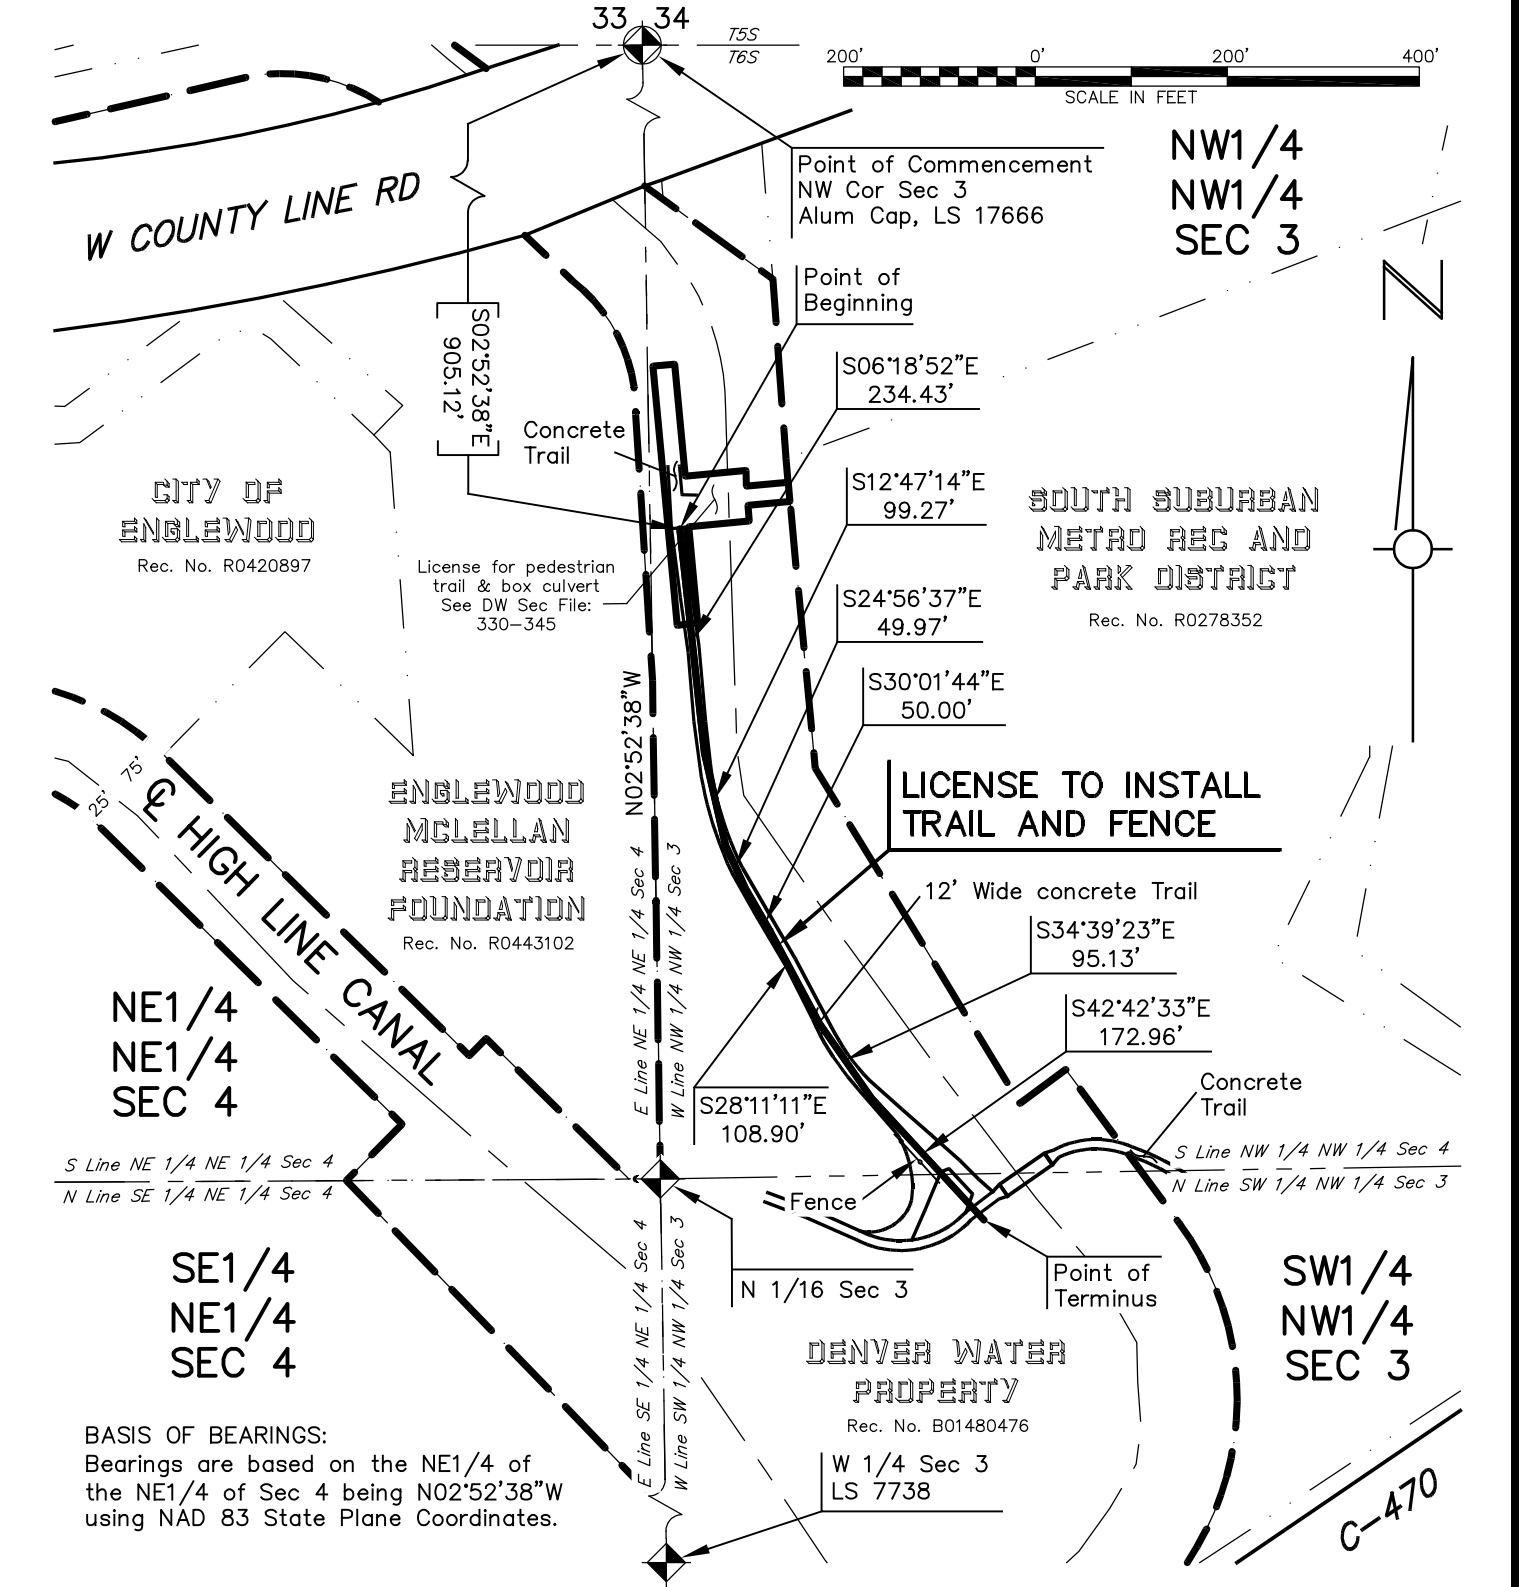 33 34
T5S
T6S
200' 0' 200' 400'
SCALE IN FEET
NW1/4
NW1/4
SEC 3
Point of Commencement
NW Cor Sec 3
Alum Cap, LS 17666
W COUNTY LINE RD
Point of
Beginning
S02°52'38"E
905.12'
S06°18'52"E
234.43'
Concrete
Trail
S12°47'14"E
99.27'
CITY OF
ENGLEWOOD
Rec. No. R0420897
SOUTH SUBURBAN
METRO REC AND
PARK DISTRICT
Rec. No. R0278352
License for pedestrian
trail & box culvert
See DW Sec File:
330-345
S24°56'37"E
49.97'
S30°01'44"E
50.00'
N02°52'38"W
75'
25'
℄ HIGH LINE CANAL
ENGLEWOOD
MCLELLAN
RESERVOIR
FOUNDATION
Rec. No. R0443102
LICENSE TO INSTALL
TRAIL AND FENCE
12' Wide concrete Trail
E Line NE 1/4 NE 1/4 Sec 4
W Line NW 1/4 NW 1/4 Sec 3
S34°39'23"E
95.13'
S42°42'33"E
172.96'
NE1/4
NE1/4
SEC 4
S28°11'11"E
108.90'
Concrete
Trail
S Line NE 1/4 NE 1/4 Sec 4
N Line SE 1/4 NE 1/4 Sec 4
S Line NW 1/4 NW 1/4 Sec 4
N Line SW 1/4 NW 1/4 Sec 3
Fence
N 1/16 Sec 3
Point of
Terminus
SE1/4
NE1/4
SEC 4
E Line SE 1/4 NE 1/4 Sec 4
W Line SW 1/4 NW 1/4 Sec 3
SW1/4
NW1/4
SEC 3
DENVER WATER
PROPERTY
Rec. No. B01480476
BASIS OF BEARINGS:
Bearings are based on the NE1/4 of
the NE1/4 of Sec 4 being N02°52'38"W
using NAD 83 State Plane Coordinates.
W 1/4 Sec 3
LS 7738
C-470